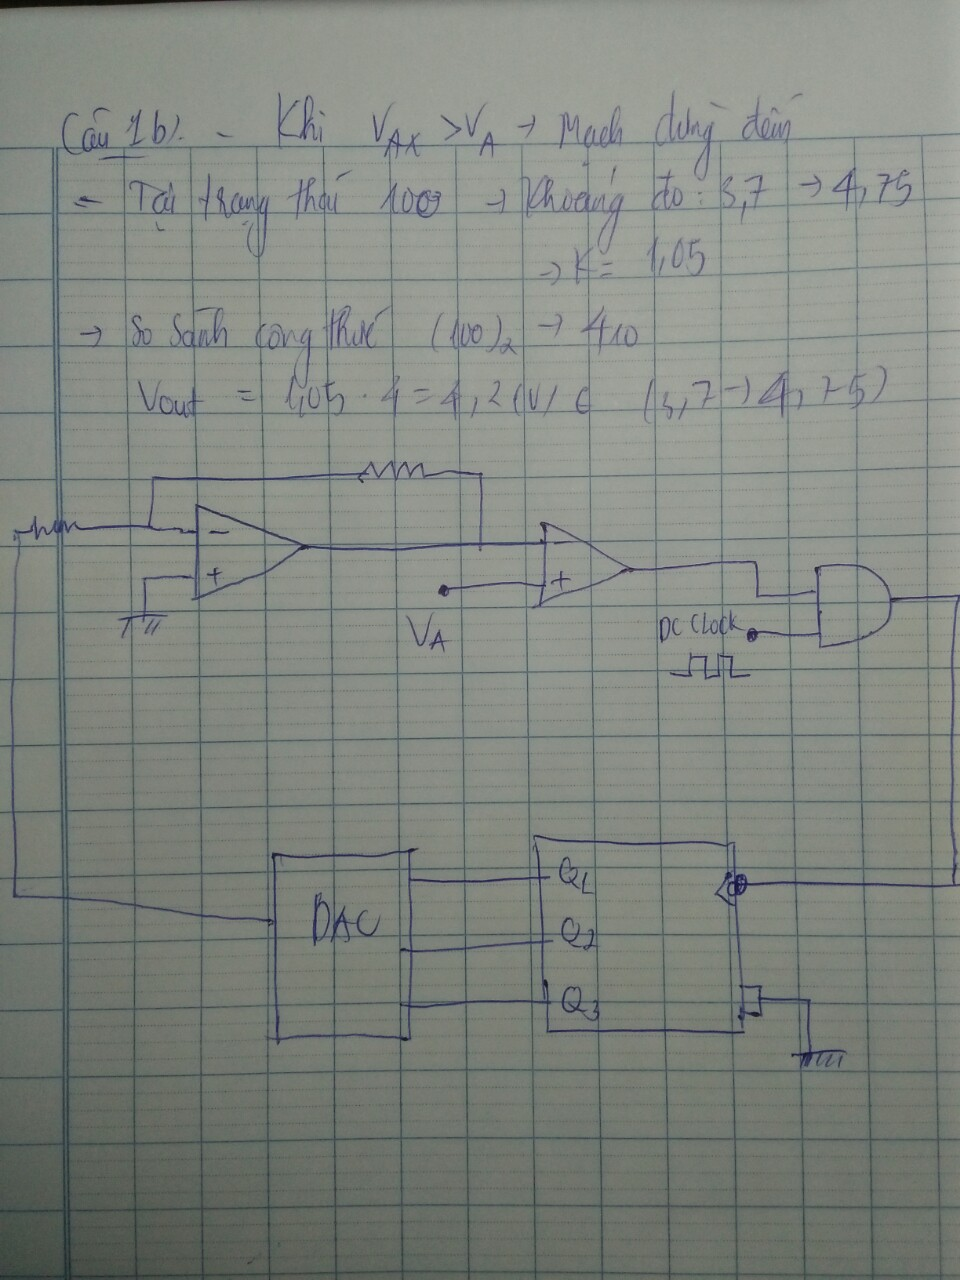 Câu 1b). - Khi V_AX > V_A → Mạch dừng đếm
- Tại trạng thái 100 → Khoảng đo: 3,7 → 4,75
→ K = 1,05
→ So sánh công thức (100)₂ → 4₁₀
Vout = 1,05 . 4 = 4,2 (V) ∈ (3,7 → 4,75)
-
+
-
+
V_A
DC CLOCK
DAC
Q1
Q2
Q3